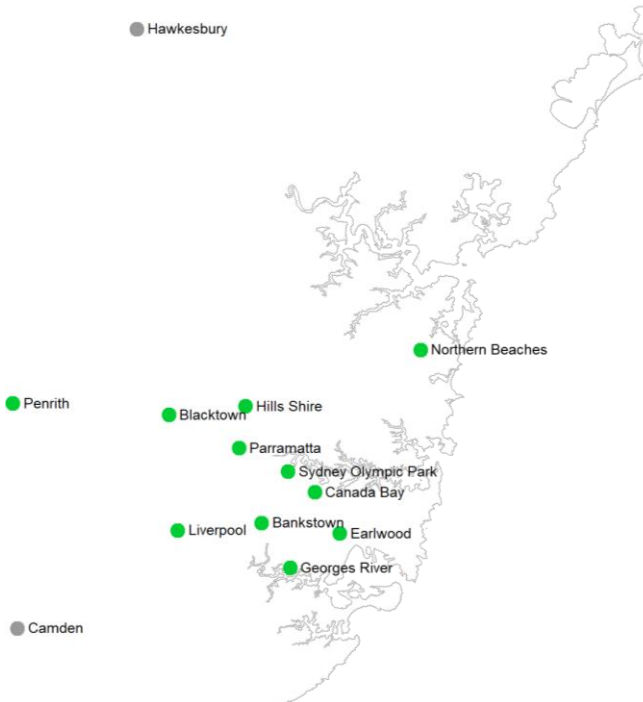 Hawkesbury
Northern Beaches
Penrith
Hills Shire
Blacktown
Parramatta
Sydney Olympic Park
Canada Bay
Bankstown
Liverpool
Earlwood
Georges River
Camden